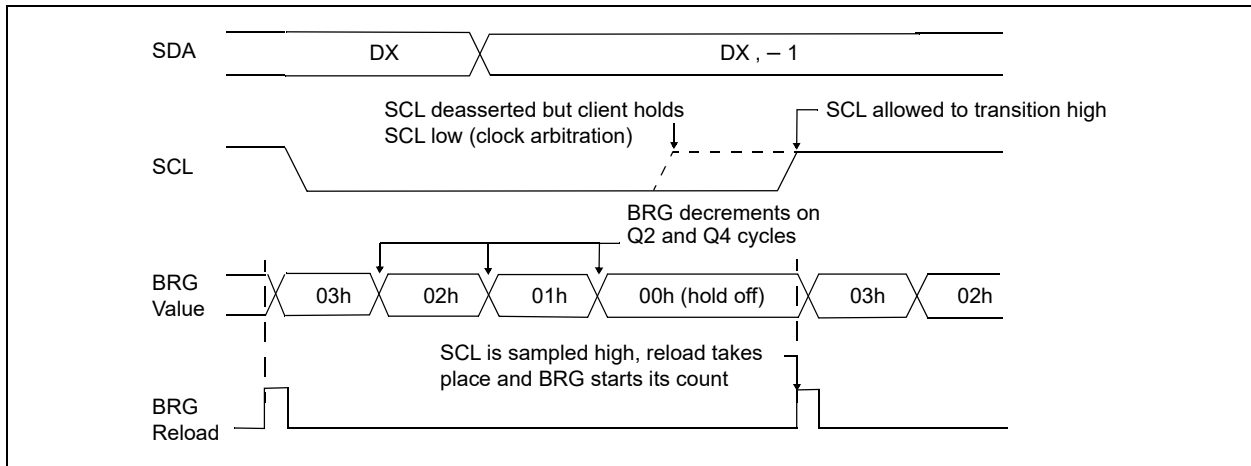 SDA
DX
DX , – 1
SCL deasserted but client holds
SCL low (clock arbitration)
SCL allowed to transition high
SCL
BRG decrements on
Q2 and Q4 cycles
BRG
Value
03h
02h
01h
00h (hold off)
03h
02h
SCL is sampled high, reload takes
place and BRG starts its count
BRG
Reload